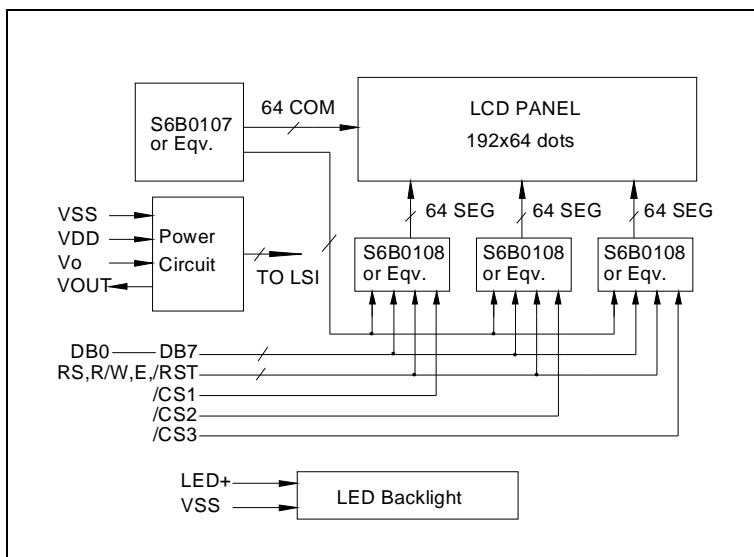 S6B0107
or Eqv.
64 COM
LCD PANEL
192x64 dots
VSS
VDD
Vo
VOUT
Power
Circuit
TO LSI
64 SEG
64 SEG
64 SEG
S6B0108
or Eqv.
S6B0108
or Eqv.
S6B0108
or Eqv.
DB0 DB7
RS,R/W,E,/RST
/CS1
/CS2
/CS3
LED+
VSS
LED Backlight